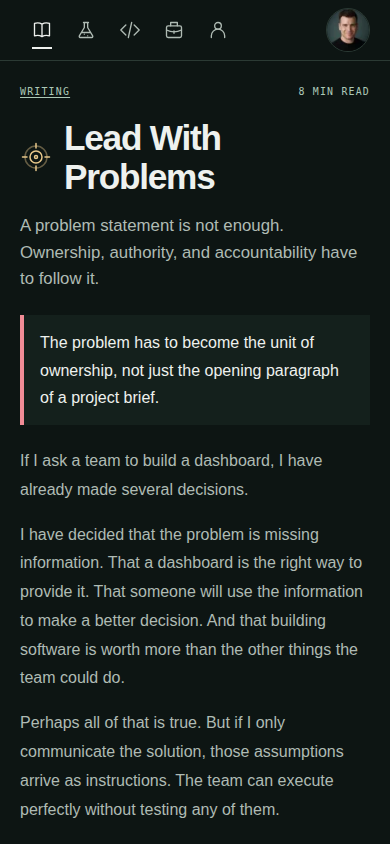 WRITING
8 MIN READ
Lead With
Problems
A problem statement is not enough.
Ownership, authority, and accountability have
to follow it.
The problem has to become the unit of
ownership, not just the opening paragraph
of a project brief.
If I ask a team to build a dashboard, I have
already made several decisions.
I have decided that the problem is missing
information. That a dashboard is the right way to
provide it. That someone will use the information
to make a better decision. And that building
software is worth more than the other things the
team could do.
Perhaps all of that is true. But if I only
communicate the solution, those assumptions
arrive as instructions. The team can execute
perfectly without testing any of them.